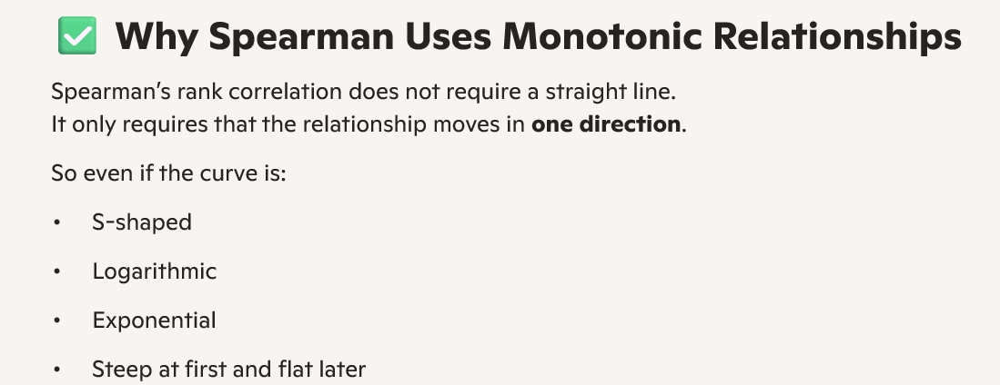 ✅ Why Spearman Uses Monotonic Relationships
Spearman’s rank correlation does not require a straight line.
It only requires that the relationship moves in one direction.
So even if the curve is:
• S-shaped
• Logarithmic
• Exponential
• Steep at first and flat later